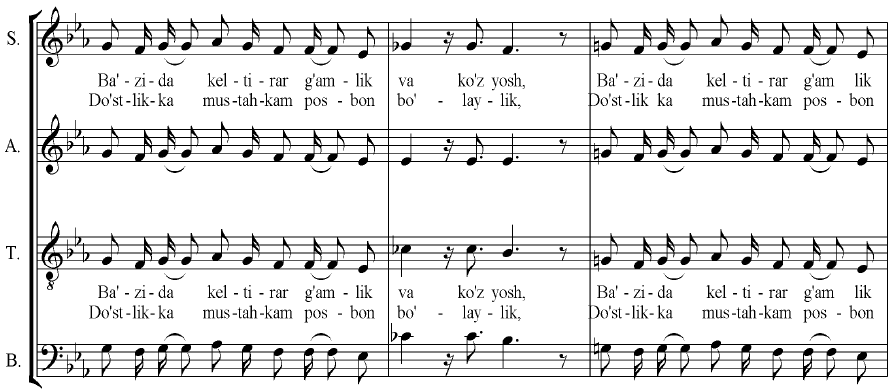 S.
Ba' - zi - da kel - ti - rar g'am - lik va ko'z yosh, Ba' - zi - da kel - ti - rar g'am lik
Do'st - lik - ka mus - tah - kam pos - bon bo' - lay - lik, Do'st - lik ka mus - tah - kam pos - bon
A.
T.
Ba' - zi - da kel - ti - rar g'am - lik va ko'z yosh, Ba' - zi - da kel - ti - rar g'am lik
Do'st - lik - ka mus - tah - kam pos - bon bo' - lay - lik, Do'st - lik - ka mus - tah - kam pos - bon
B.